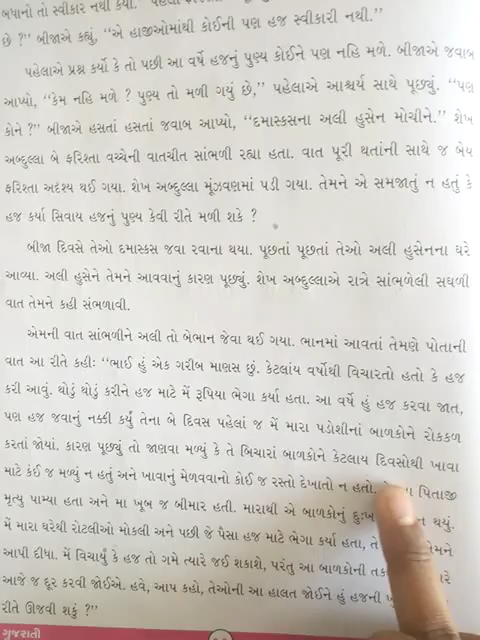 બધાનો તો સ્વીકાર નથી કર્યો.
છે ?” બીજાએ કહ્યું, “એ હાજીઓમાંથી કોઈની પણ હજ સ્વીકારી નથી.”
પહેલાએ પ્રશ્ન કર્યો કે તો પછી આ વર્ષે હજનું પુણ્ય કોઈને પણ નહિ મળે. બીજાએ જવાબ
આપ્યો, “કેમ નહિ મળે ? પુણ્ય તો મળી ગયું છે,” પહેલાએ આશ્ચર્ય સાથે પૂછ્યું. “પણ
કોને ?” બીજાએ હસતાં હસતાં જવાબ આપ્યો, “દમાસ્કસના અલી હુસેન મોચીને.” શેખ
અબ્દુલ્લા બે ફરિશ્તા વચ્ચેની વાતચીત સાંભળી રહ્યા હતા. વાત પૂરી થતાંની સાથે જ બેય
ફરિશ્તા અદૃશ્ય થઈ ગયા. શેખ અબ્દુલ્લા મૂંઝવણમાં પડી ગયા. તેમને એ સમજાતું ન હતું કે
હજ કર્યા સિવાય હજનું પુણ્ય કેવી રીતે મળી શકે ?
બીજા દિવસે તેઓ દમાસ્કસ જવા રવાના થયા. પૂછતાં પૂછતાં તેઓ અલી હુસેનના ઘરે
આવ્યા. અલી હુસેને તેમને આવવાનું કારણ પૂછ્યું. શેખ અબ્દુલ્લાએ રાત્રે સાંભળેલી સઘળી
વાત તેમને કહી સંભળાવી.
એમની વાત સાંભળીને અલી તો બેભાન જેવા થઈ ગયા. ભાનમાં આવતાં તેમણે પોતાની
વાત આ રીતે કહીઃ “ભાઈ હું એક ગરીબ માણસ છું. કેટલાંય વર્ષોથી વિચારતો હતો કે હજ
કરી આવું. થોડું થોડું કરીને હજ માટે મેં રૂપિયા ભેગા કર્યા હતા. આ વર્ષે હું હજ કરવા જાત,
પણ હજ જવાનું નક્કી કર્યું તેના બે દિવસ પહેલાં જ મેં મારા પડોશીનાં બાળકોને રોકકળ
કરતાં જોયાં. કારણ પૂછ્યું તો જાણવા મળ્યું કે તે બિચારાં બાળકોને કેટલાય દિવસોથી ખાવા
માટે કંઈ જ મળ્યું ન હતું અને ખાવાનું મેળવવાનો કોઈ જ રસ્તો દેખાતો ન હતો. પિતાજી
મૃત્યુ પામ્યા હતા અને મા ખૂબ જ બીમાર હતી. મારાથી એ બાળકોનું દુઃખ ન થયું.
મેં મારા ઘરેથી રોટલીઓ મોકલી અને પછી જે પૈસા હજ માટે ભેગા કર્યા હતા, તે તેમને
આપી દીધા. મેં વિચાર્યું કે હજ તો ગમે ત્યારે જઈ શકાશે, પરંતુ આ બાળકોની
આજે જ દૂર કરવી જોઈએ. હવે, આપ કહો, તેઓની આ હાલત જોઈને હું હજની
રીતે ઊજવી શકું ?”
ગુજરાતી